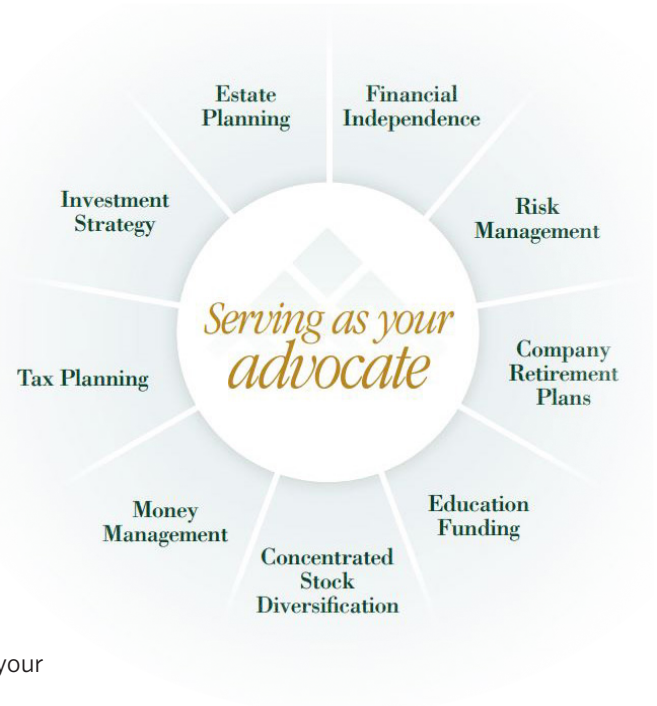 Estate
Planning
Financial
Independence
Investment
Strategy
Risk
Management
Serving as your
advocate
Tax Planning
Company
Retirement
Plans
Money
Management
Education
Funding
Concentrated
Stock
Diversification
your